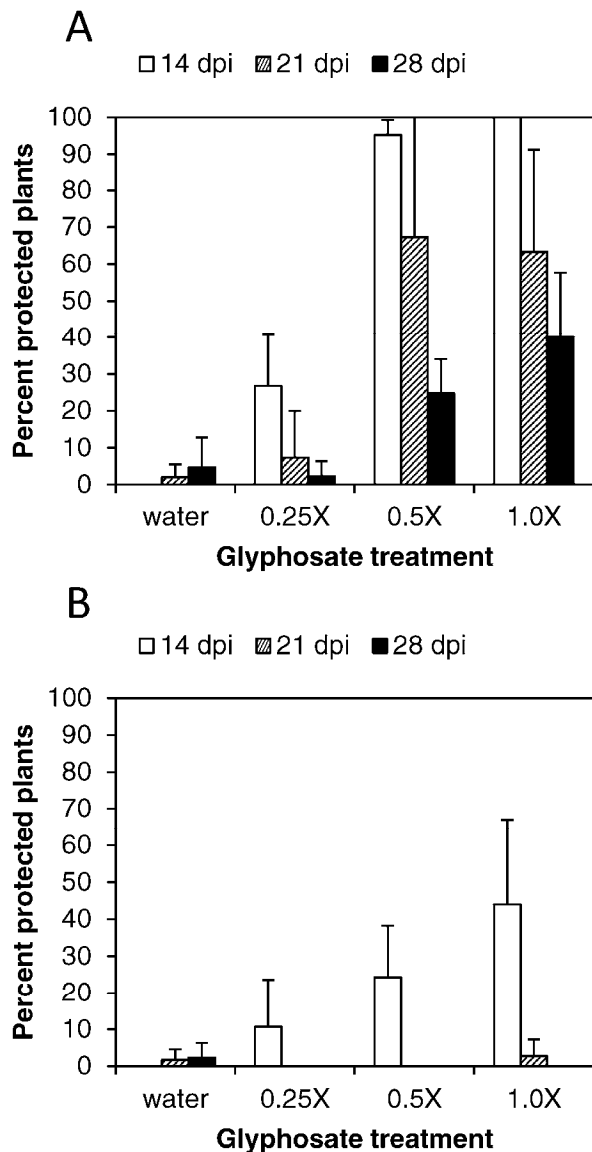 A
14 dpi 21 dpi 28 dpi
Percent protected plants
100
90
80
70
60
50
40
30
20
10
0
water 0.25X 0.5X 1.0X
Glyphosate treatment
B
14 dpi 21 dpi 28 dpi
Percent protected plants
100
90
80
70
60
50
40
30
20
10
0
water 0.25X 0.5X 1.0X
Glyphosate treatment